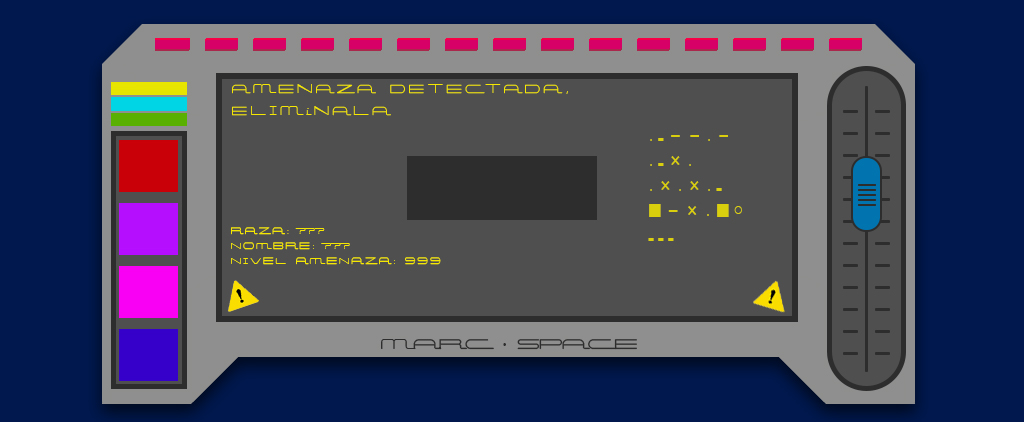 AMENAZA DETECTADA,
ELIMINALA
RAZA: ???
NOMBRE: ???
NIVEL AMENAZA: 999
MARC · SPACE